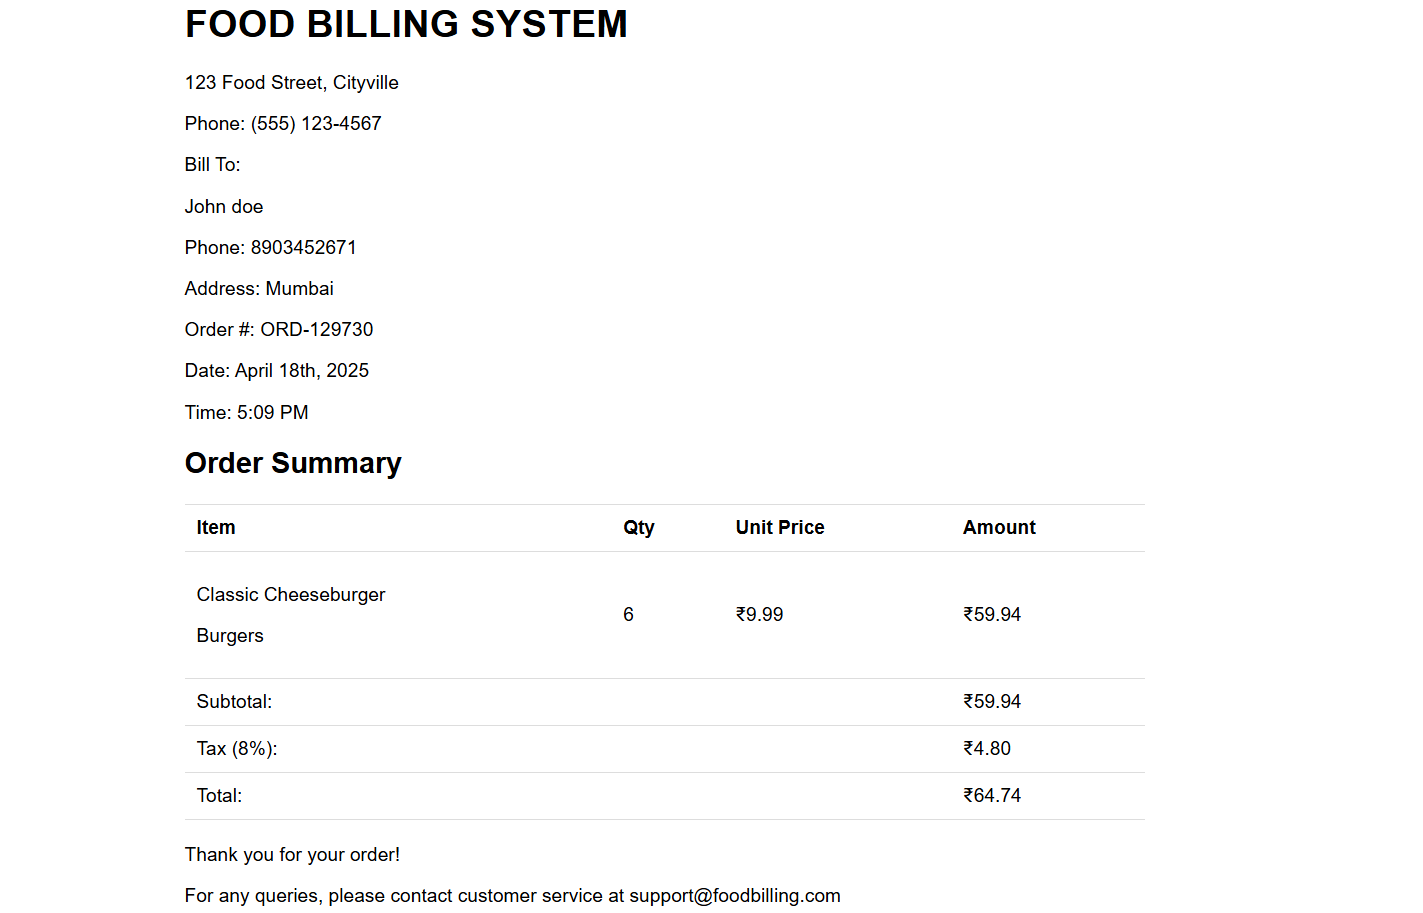 FOOD BILLING SYSTEM
123 Food Street, Cityville
Phone: (555) 123-4567
Bill To:
John doe
Phone: 8903452671
Address: Mumbai
Order #: ORD-129730
Date: April 18th, 2025
Time: 5:09 PM
Order Summary
Item Qty Unit Price Amount
Classic Cheeseburger
Burgers
6 ₹9.99 ₹59.94
Subtotal: ₹59.94
Tax (8%): ₹4.80
Total: ₹64.74
Thank you for your order!
For any queries, please contact customer service at support@foodbilling.com